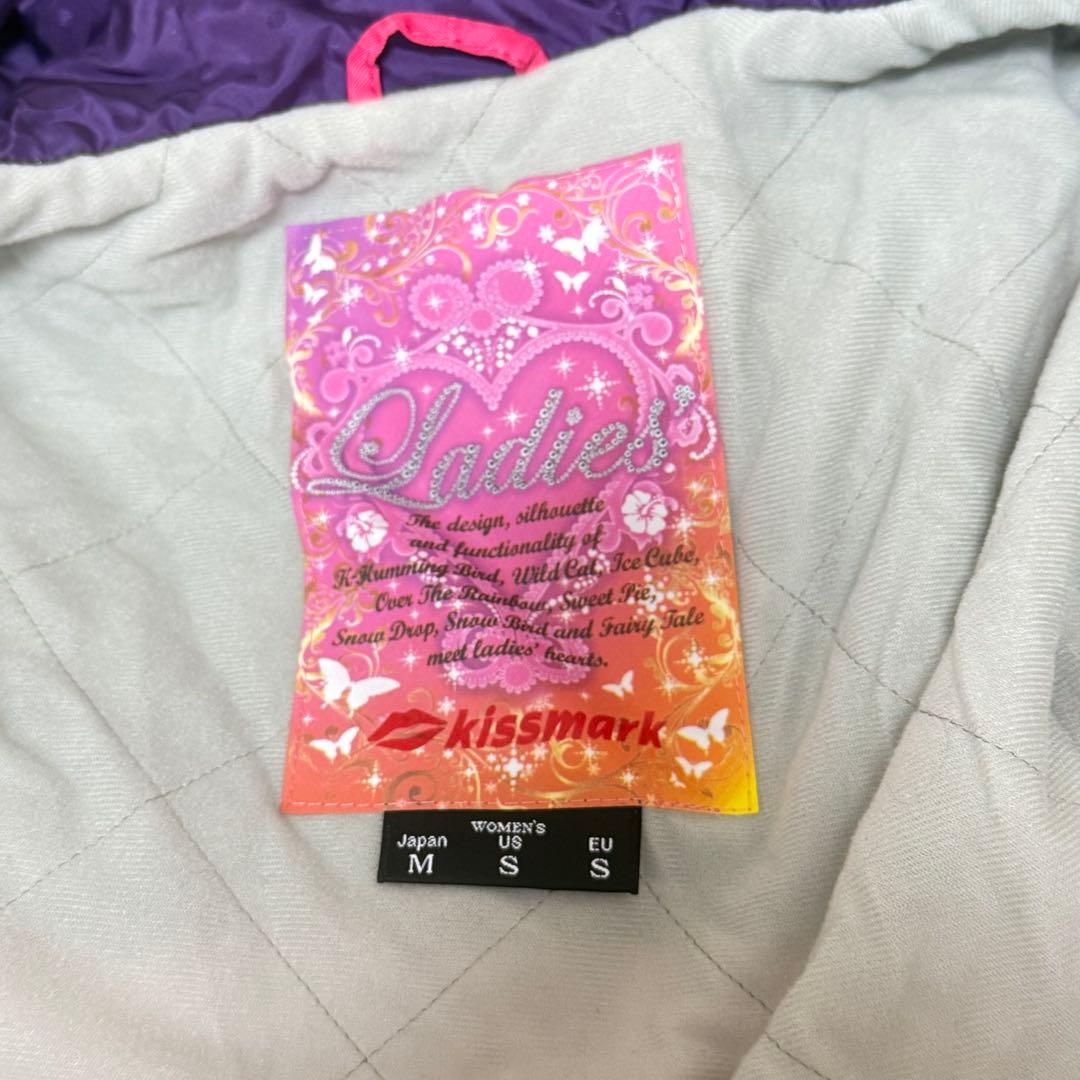 Ladies'
The design, silhouette
and functionality of
K-Humming Bird, Wild Cat, Ice Cube,
Over The Rainbow, Sweet Pie,
Snow Drop, Snow Bird and Fairy Tale
meet ladies' hearts.
kissmark
WOMEN'S
Japan US EU
M S S